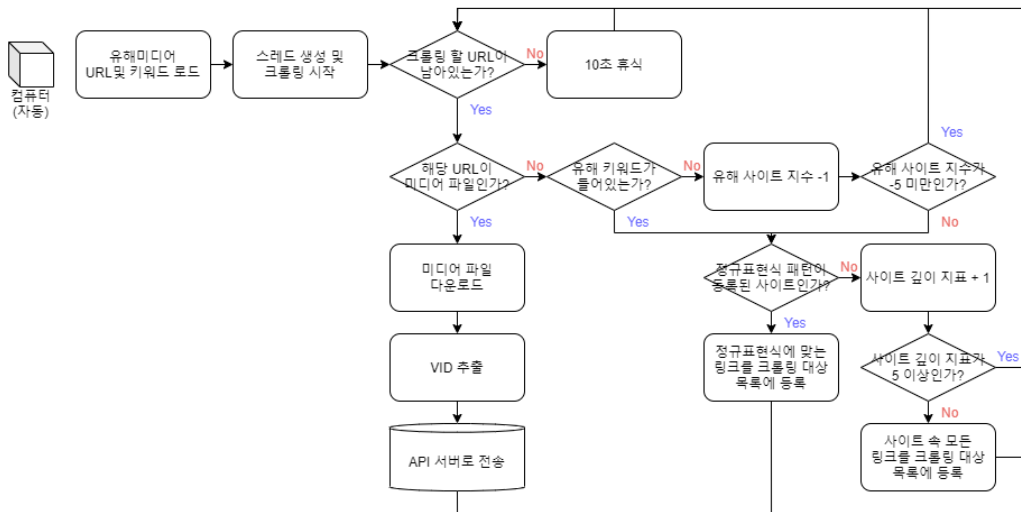 컴퓨터
(자동)
유해미디어
URL및 키워드 로드
스레드 생성 및
크롤링 시작
크롤링 할 URL이
남아있는가?
No
10초 휴식
Yes
해당 URL이
미디어 파일인가?
No
유해 키워드가
들어있는가?
No
유해 사이트 지수 -1
유해 사이트 지수가
-5 미만인가?
Yes
Yes
Yes
No
미디어 파일
다운로드
정규표현식 패턴이
등록된 사이트인가?
No
사이트 깊이 지표 + 1
Yes
VID 추출
정규표현식에 맞는
링크를 크롤링 대상
목록에 등록
사이트 깊이 지표가
5 이상인가?
Yes
No
API 서버로 전송
사이트 속 모든
링크를 크롤링 대상
목록에 등록